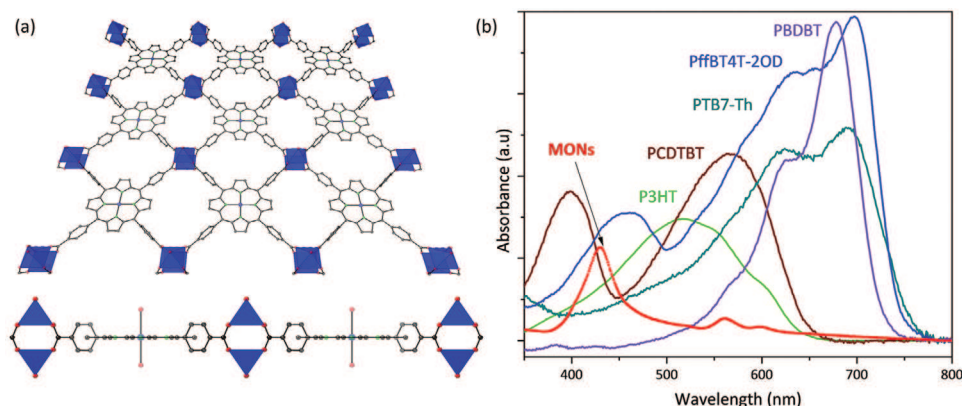 (a)
(b)
PBDBT
PffBT4T-2OD
PTB7-Th
MONs
PCDTBT
P3HT
Absorbance (a.u)
400
500
600
700
800
Wavelength (nm)